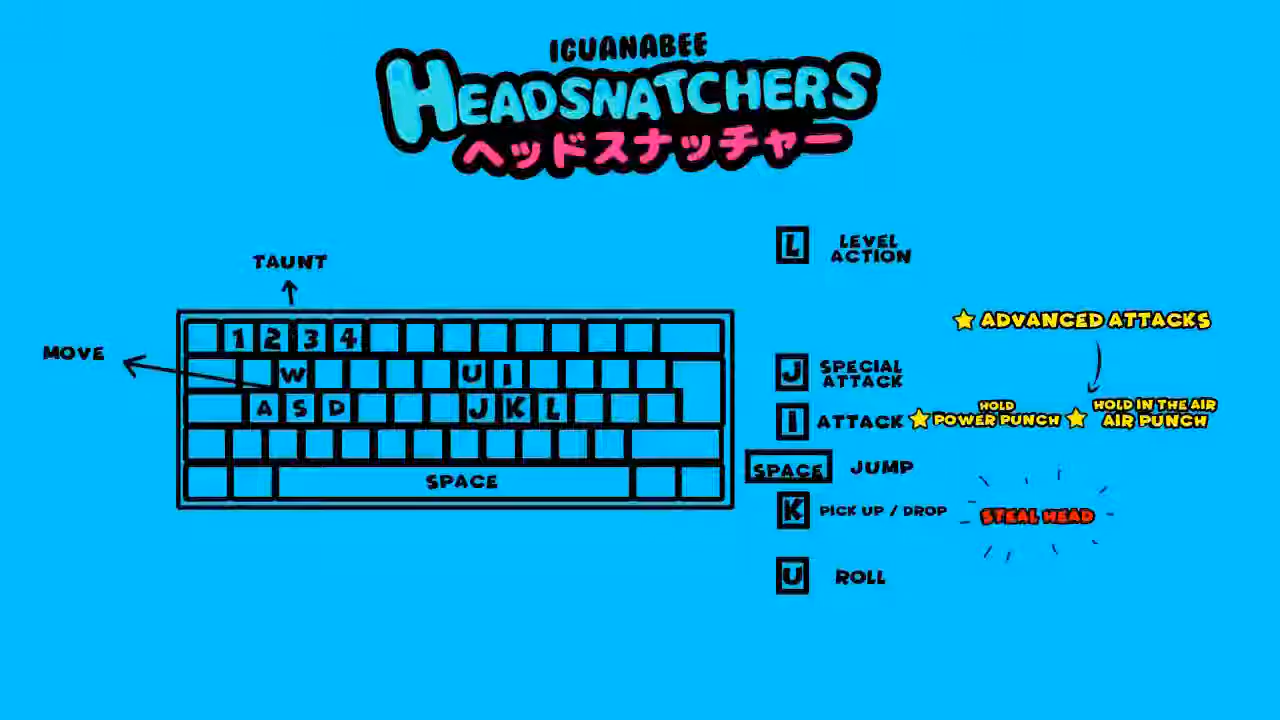 IGUANABEE
HEADSNATCHERS
ヘッドスナッチャー
L LEVEL
ACTION
TAUNT
★ ADVANCED ATTACKS
1 2 3 4
MOVE
W U I
J SPECIAL
ATTACK
A S D J K L
I ATTACK
★ HOLD
POWER PUNCH
★ HOLD IN THE AIR
AIR PUNCH
SPACE
SPACE JUMP
K PICK UP / DROP
STEAL HEAD
U ROLL